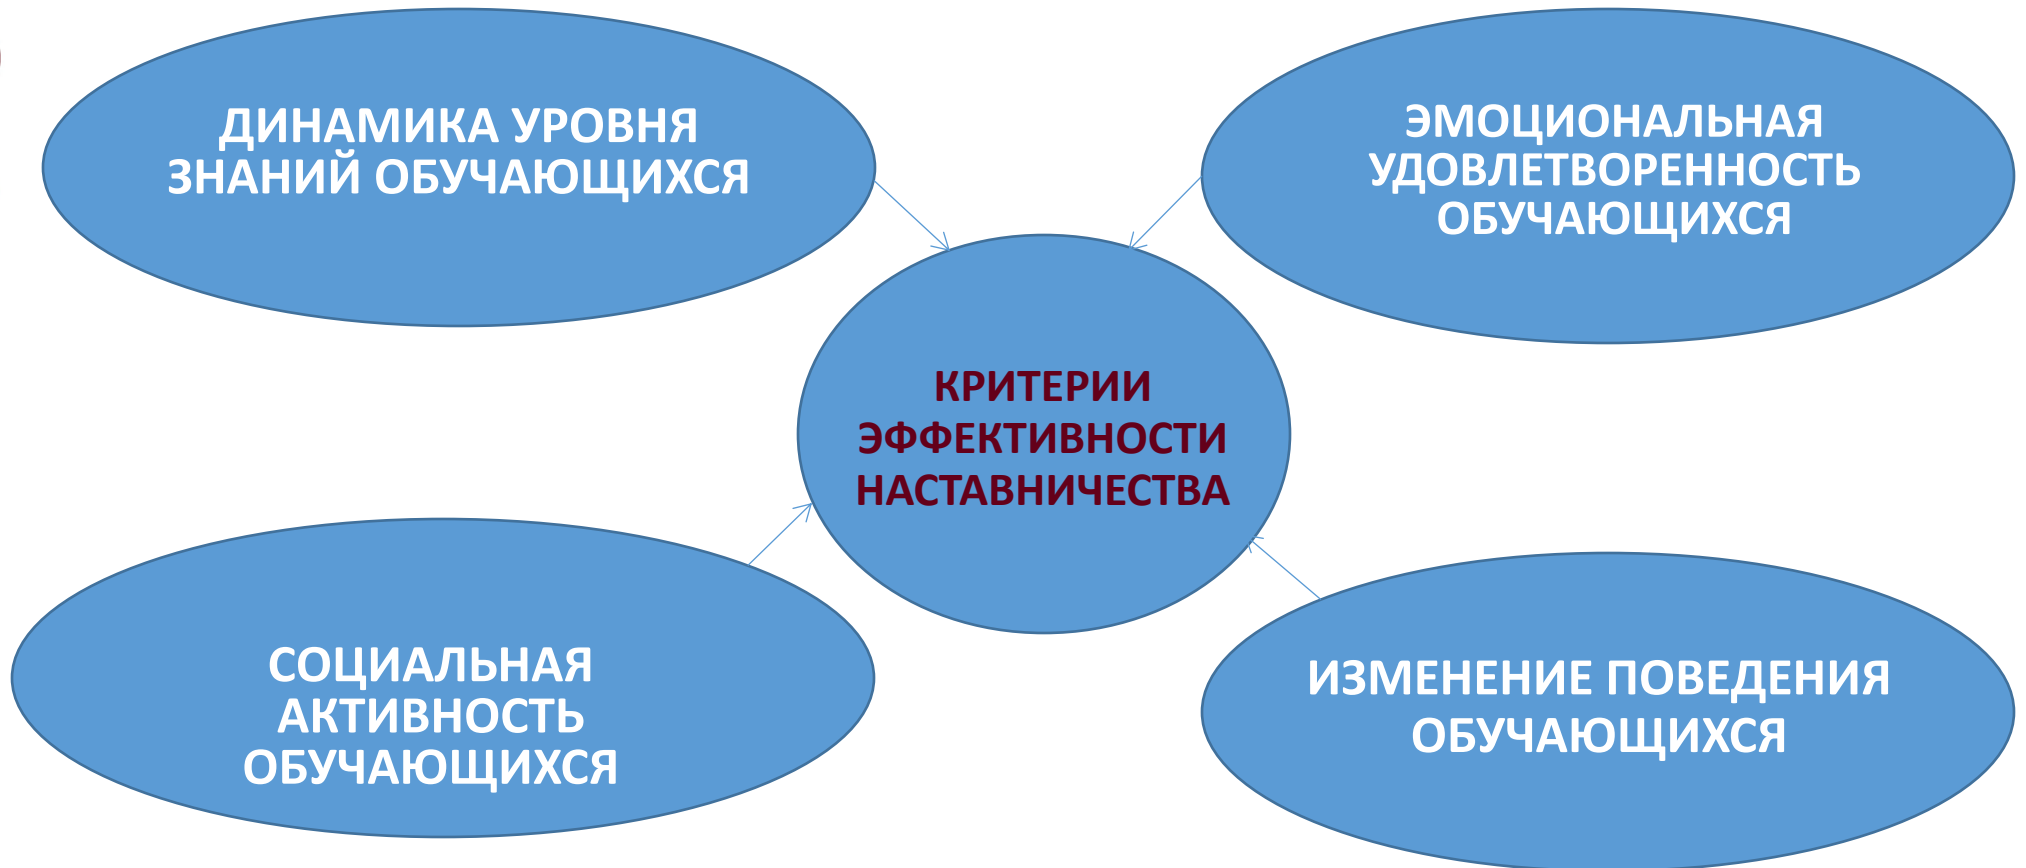 ДИНАМИКА УРОВНЯ
ЗНАНИЙ ОБУЧАЮЩИХСЯ
ЭМОЦИОНАЛЬНАЯ
УДОВЛЕТВОРЕННОСТЬ
ОБУЧАЮЩИХСЯ
КРИТЕРИИ
ЭФФЕКТИВНОСТИ
НАСТАВНИЧЕСТВА
СОЦИАЛЬНАЯ
АКТИВНОСТЬ
ОБУЧАЮЩИХСЯ
ИЗМЕНЕНИЕ ПОВЕДЕНИЯ
ОБУЧАЮЩИХСЯ